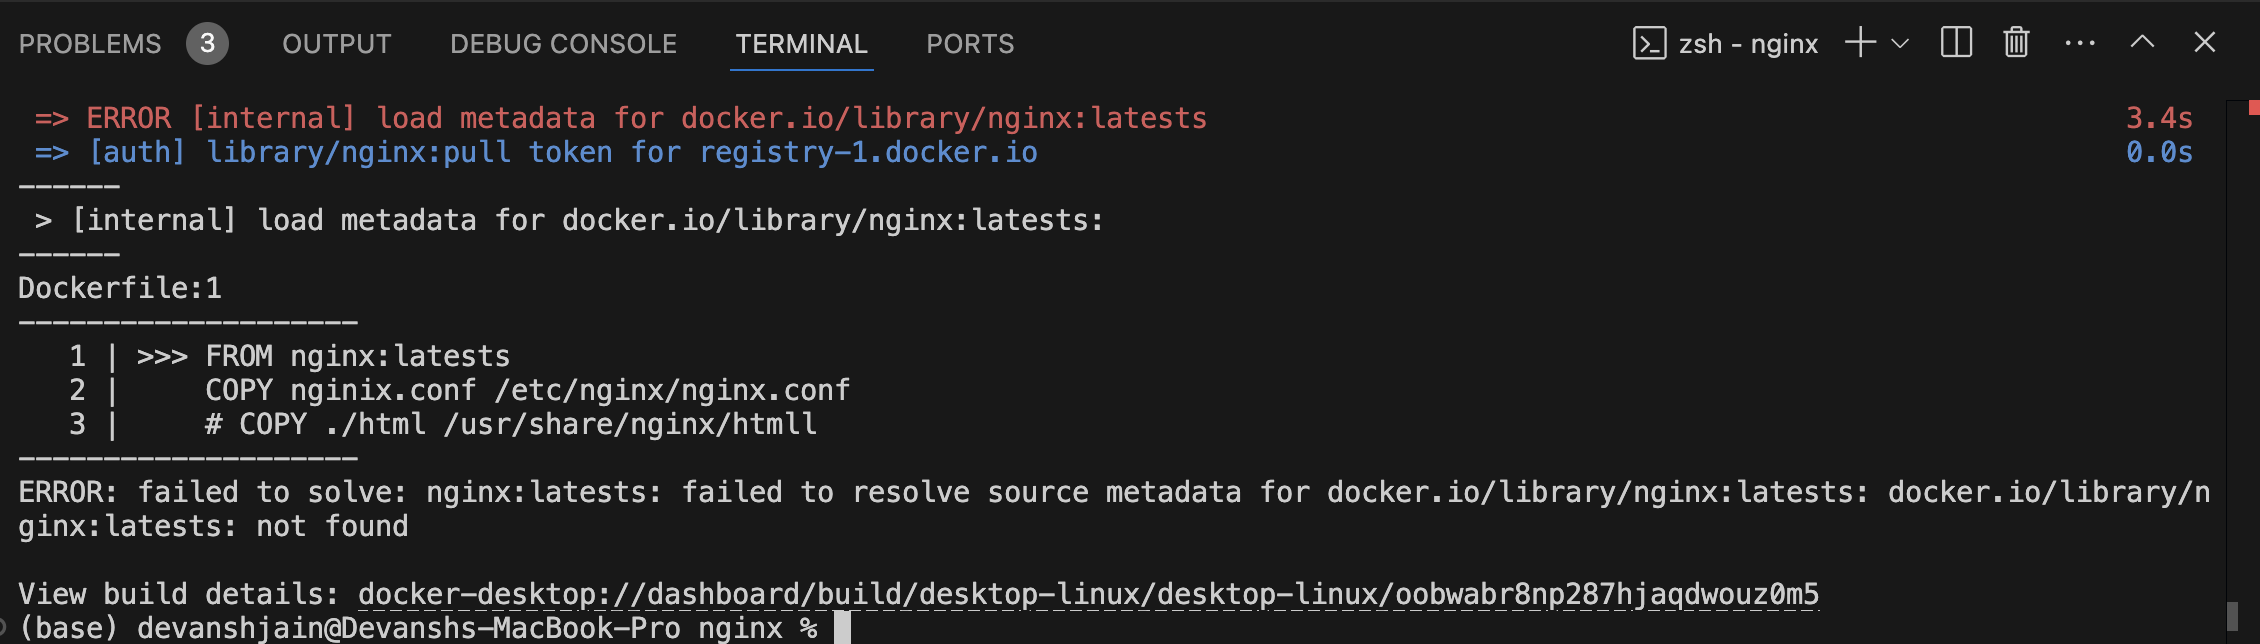 PROBLEMS 3 OUTPUT DEBUG CONSOLE TERMINAL PORTS zsh - nginx
=> ERROR [internal] load metadata for docker.io/library/nginx:latests 3.4s
=> [auth] library/nginx:pull token for registry-1.docker.io 0.0s
------
> [internal] load metadata for docker.io/library/nginx:latests:
------
Dockerfile:1
--------------------
1 | >>> FROM nginx:latests
2 | COPY nginix.conf /etc/nginx/nginx.conf
3 | # COPY ./html /usr/share/nginx/htmll
--------------------
ERROR: failed to solve: nginx:latests: failed to resolve source metadata for docker.io/library/nginx:latests: docker.io/library/n
ginx:latests: not found
View build details: docker-desktop://dashboard/build/desktop-linux/desktop-linux/oobwabr8np287hjaqdwouz0m5
(base) devanshjain@Devanshs-MacBook-Pro nginx %